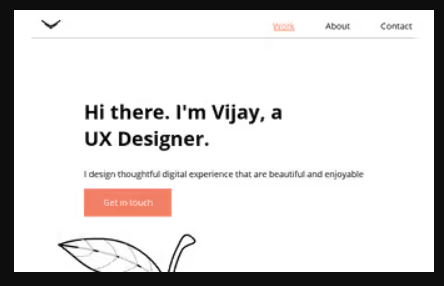 Work About Contact
Hi there. I'm Vijay, a
UX Designer.
I design thoughtful digital experience that are beautiful and enjoyable
Get in touch